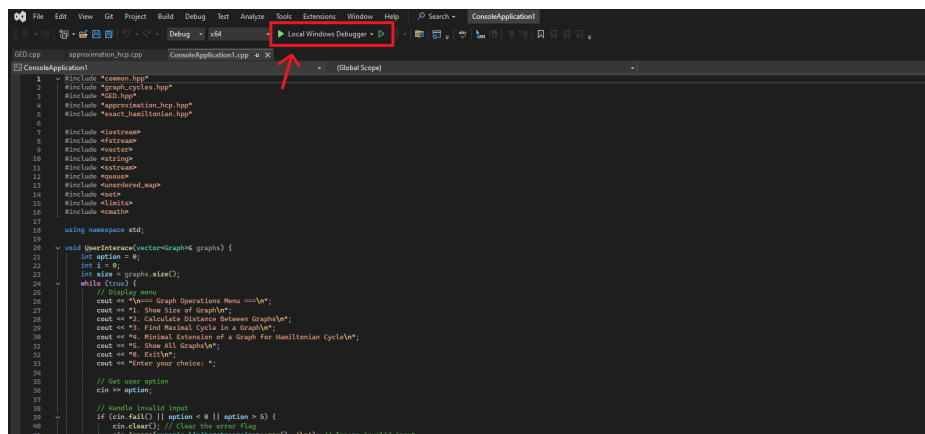 File Edit View Git Project Build Debug Test Analyze Tools Extensions Window Help Search ConsoleApplication1
Debug x64 Local Windows Debugger
GED.cpp approximation_hcp.cpp ConsoleApplication1.cpp
ConsoleApplication1 (Global Scope)
1 #include "common.hpp"
2 #include "graph_cycles.hpp"
3 #include "GED.hpp"
4 #include "approximation_hcp.hpp"
5 #include "exact_hamiltonian.hpp"
6
7 #include <iostream>
8 #include <fstream>
9 #include <vector>
10 #include <string>
11 #include <sstream>
12 #include <queue>
13 #include <unordered_map>
14 #include <set>
15 #include <limits>
16 #include <cmath>
17
18 using namespace std;
19
20 void UserInterace(vector<Graph>& graphs) {
21 int option = 0;
22 int i = 0;
23 int size = graphs.size();
24 while (true) {
25 // Display menu
26 cout << "\n=== Graph Operations Menu ===\n";
27 cout << "1. Show Size of Graph\n";
28 cout << "2. Calculate Distance Between Graphs\n";
29 cout << "3. Find Maximal Cycle in a Graph\n";
30 cout << "4. Minimal Extension of a Graph for Hamiltonian Cycle\n";
31 cout << "5. Show All Graphs\n";
32 cout << "0. Exit\n";
33 cout << "Enter your choice: ";
34
35 // Get user option
36 cin >> option;
37
38 // Handle invalid input
39 if (cin.fail() || option < 0 || option > 5) {
40 cin.clear(); // Clear the error flag